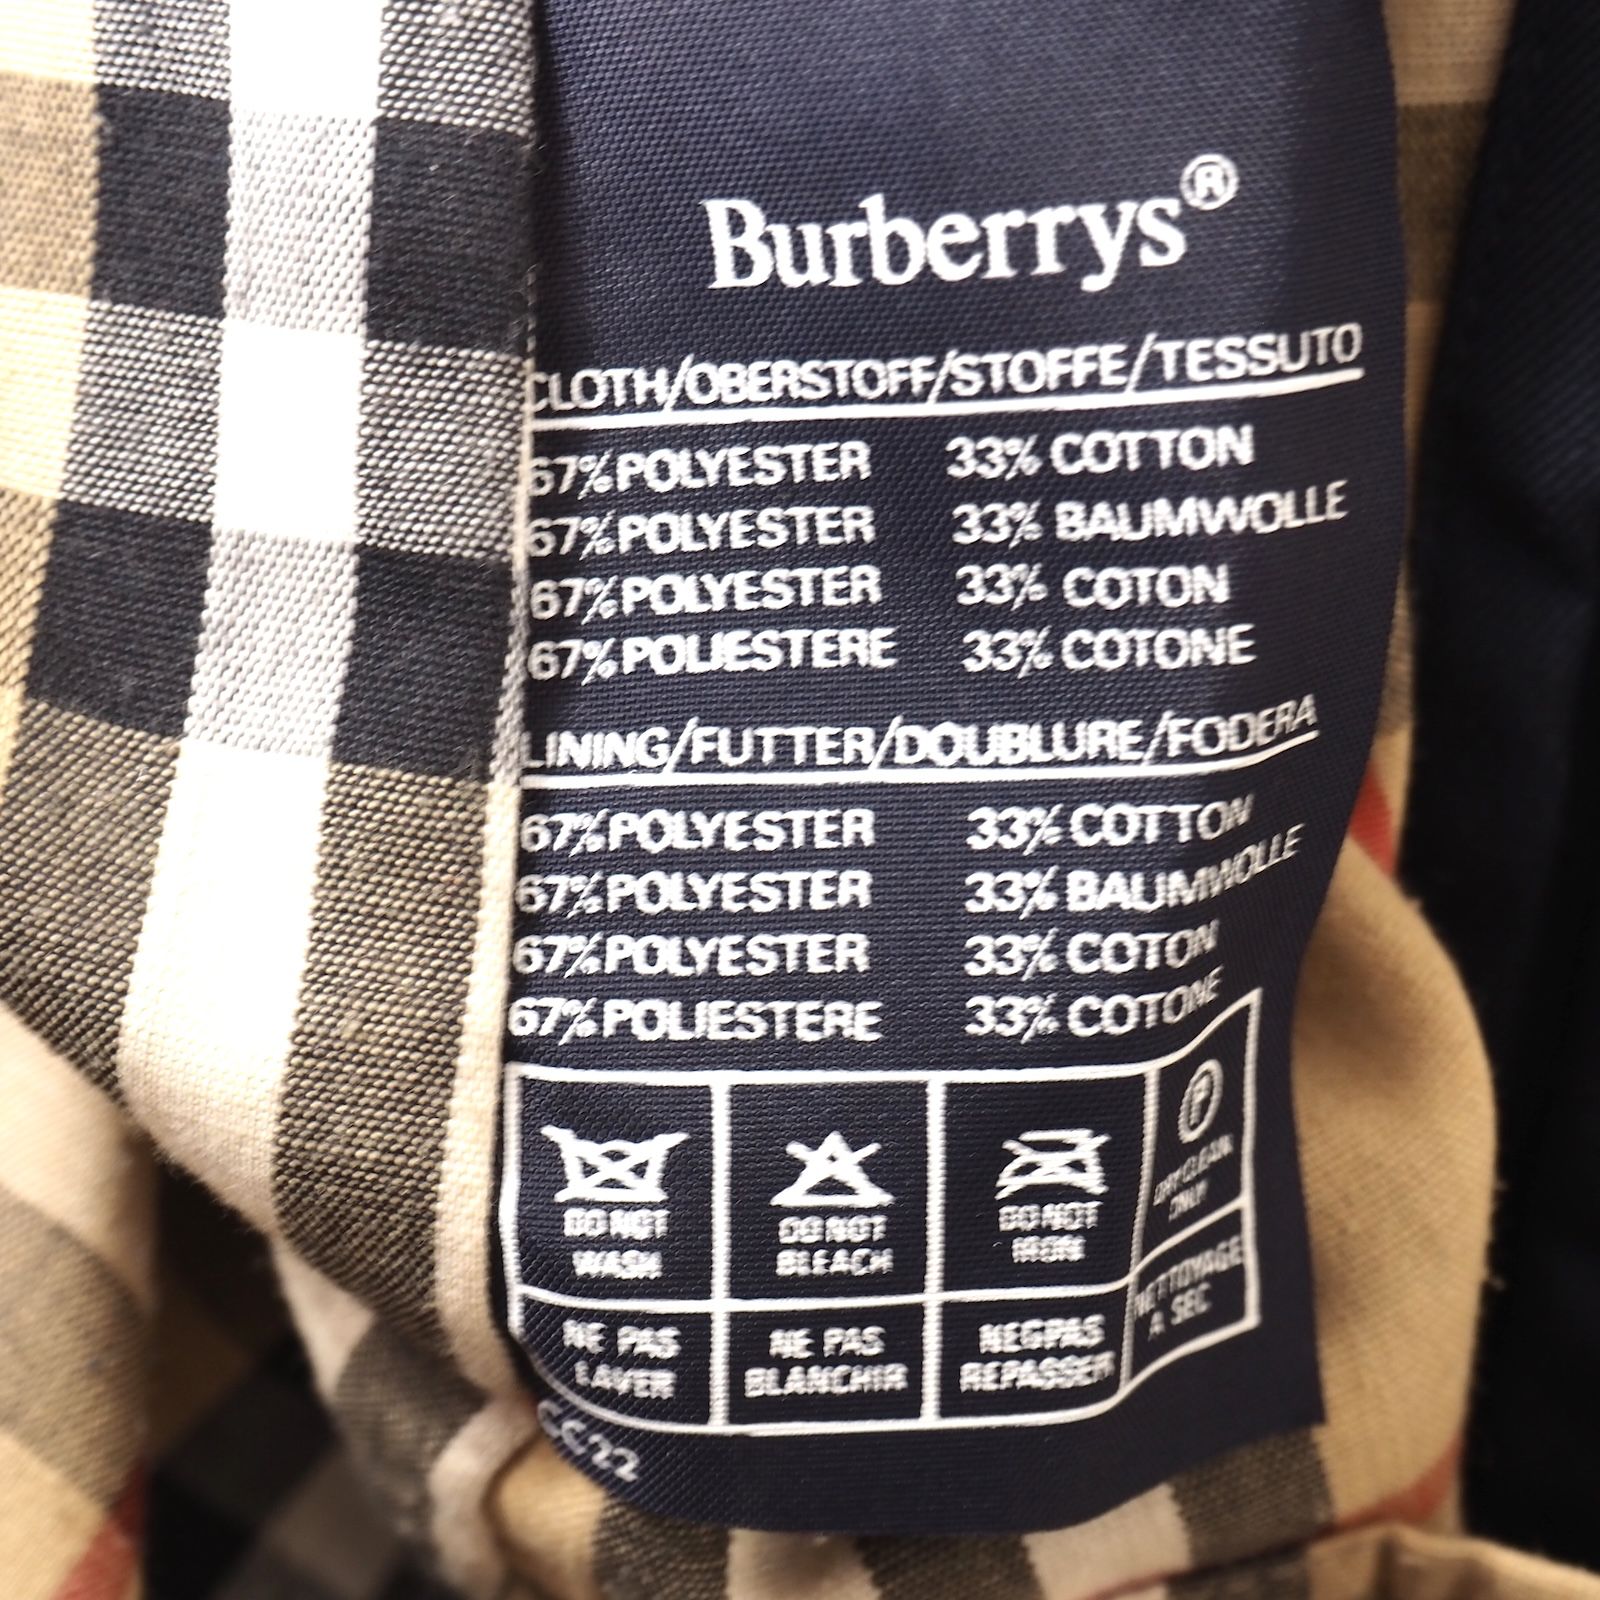 Burberrys®
CLOTH/OBERSTOFF/STOFFE/TESSUTO
67% POLYESTER 33% COTTON
67% POLYESTER 33% BAUMWOLLE
67% POLYESTER 33% COTON
67% POLIESTERE 33% COTONE
LINING/FUTTER/DOUBLURE/FODERA
67% POLYESTER 33% COTTON
67% POLYESTER 33% BAUMWOLLE
67% POLYESTER 33% COTON
67% POLIESTERE 33% COTONE
DO NOT
WASH
DO NOT
BLEACH
DO NOT
IRON
P
DRY CLEAN
ONLY
NE PAS
LAVER
NE PAS
BLANCHIR
NE PAS
REPASSER
NETTOYAGE
A SEC
CC22